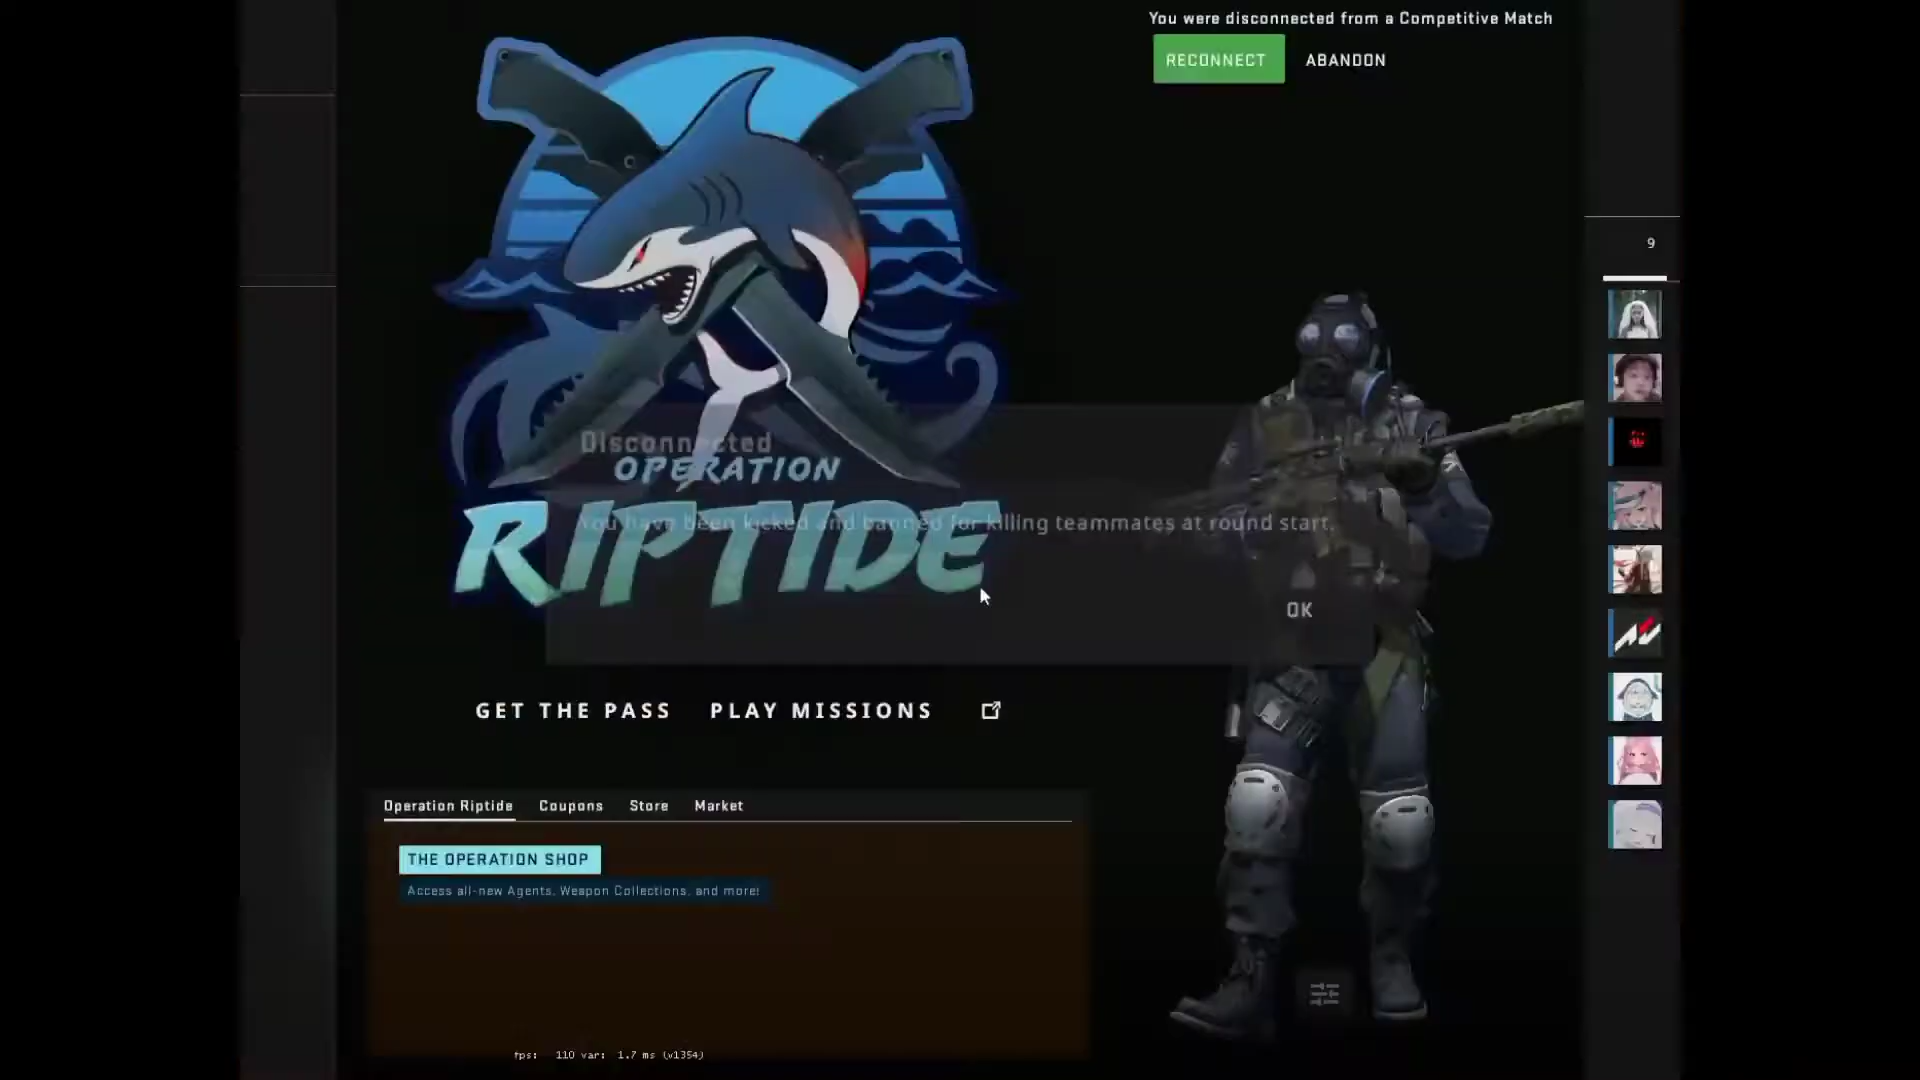 You were disconnected from a Competitive Match
RECONNECT ABANDON
9
Disconnected
OPERATION
RIPTIDE
You have been kicked and banned for killing teammates at round start.
OK
GET THE PASS PLAY MISSIONS
Operation Riptide Coupons Store Market
THE OPERATION SHOP
Access all-new Agents, Weapon Collections, and more!
fps: 110 var: 1.7 ms (v1354)